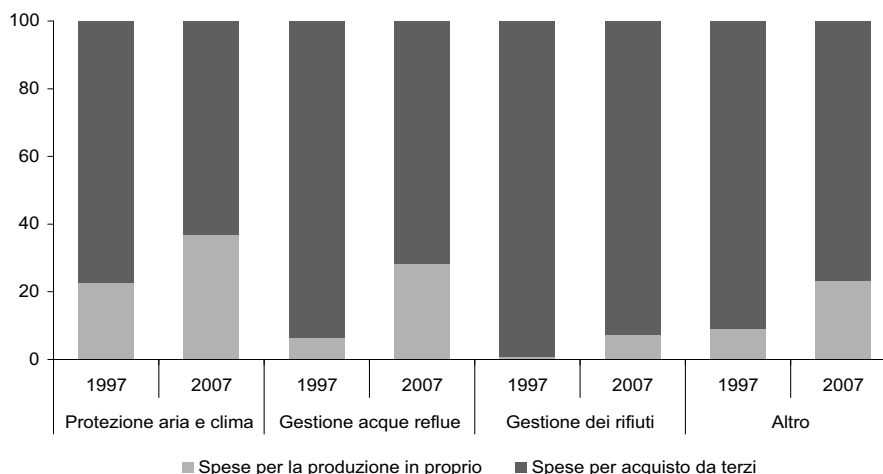 100
80
60
40
20
0
1997 2007 1997 2007 1997 2007 1997 2007
Protezione aria e clima Gestione acque reflue Gestione dei rifiuti Altro
Spese per la produzione in proprio Spese per acquisto da terzi